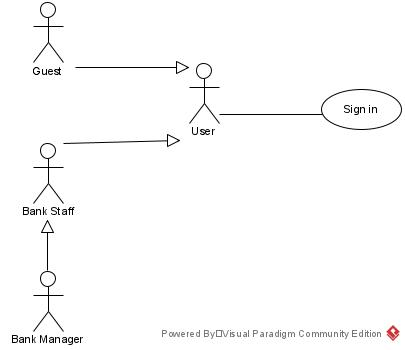 Guest
User
Sign in
Bank Staff
Bank Manager
Powered By□Visual Paradigm Community Edition